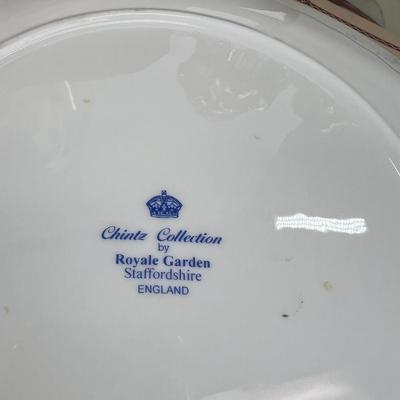 Chintz Collection
by
Royale Garden
Staffordshire
ENGLAND